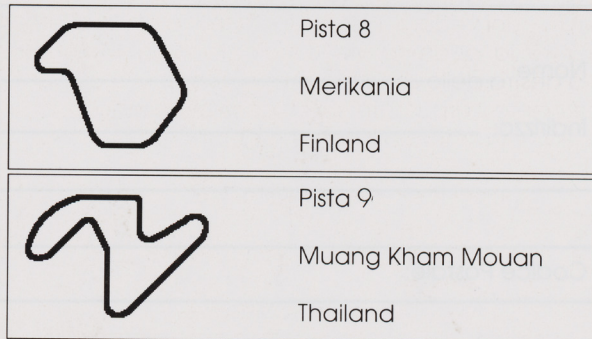 Pista 8
Merikania
Finland
Pista 9
Muang Kham Mouan
Thailand